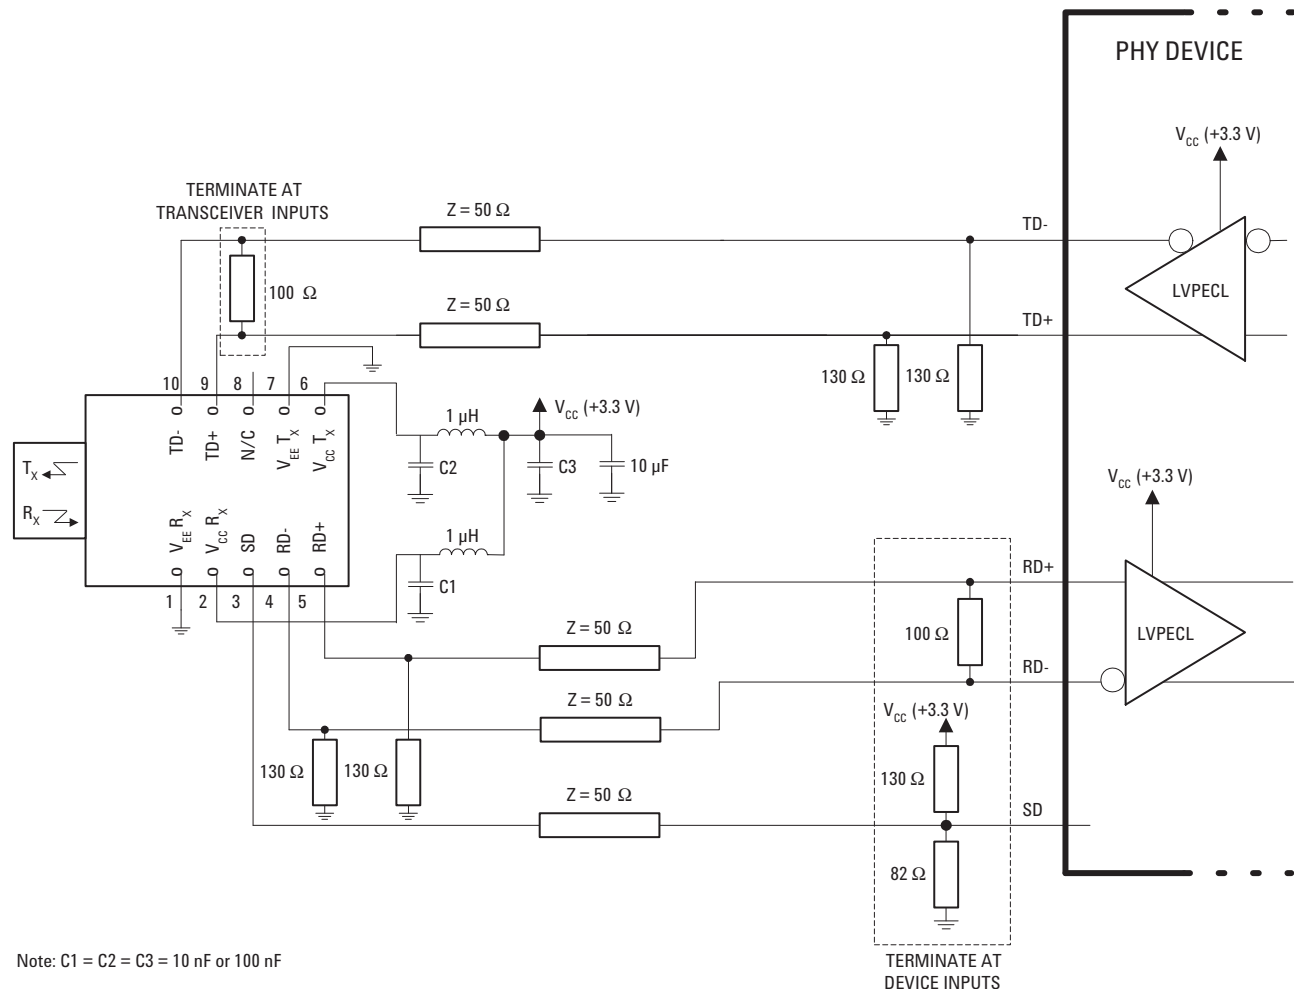 PHY DEVICE
V_CC (+3.3 V)
TERMINATE AT
TRANSCEIVER INPUTS
Z = 50 Ω
TD-
LVPECL
100 Ω
Z = 50 Ω
TD+
130 Ω
130 Ω
10
9
8
7
6
TD-
TD+
N/C
V_EE T_X
V_CC T_X
1 µH
V_CC (+3.3 V)
C2
C3
10 µF
T_X
R_X
V_EE R_X
V_CC R_X
SD
RD-
RD+
1 µH
C1
1
2
3
4
5
V_CC (+3.3 V)
RD+
LVPECL
100 Ω
RD-
Z = 50 Ω
Z = 50 Ω
V_CC (+3.3 V)
130 Ω
130 Ω
130 Ω
Z = 50 Ω
SD
82 Ω
TERMINATE AT
DEVICE INPUTS
Note: C1 = C2 = C3 = 10 nF or 100 nF